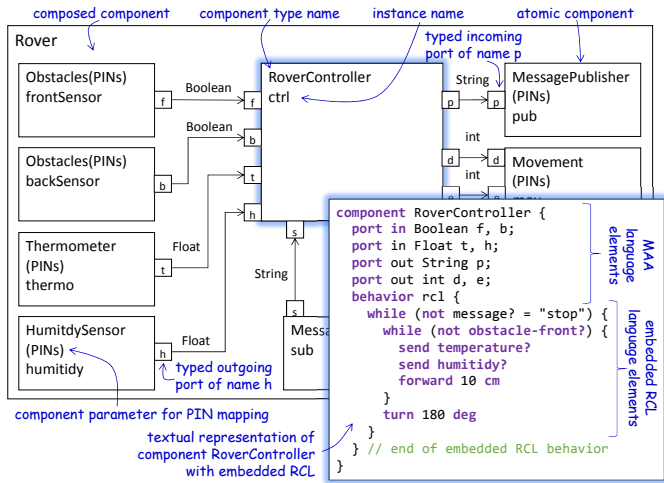 composed component
component type name
instance name
atomic component
Rover
typed incoming
port of name p
Obstacles(PINs)
frontSensor
f
Boolean
f
RoverController
ctrl
p
String
p
MessagePublisher
(PINs)
pub
Boolean
b
int
d
d
int
Obstacles(PINs)
backSensor
b
t
Movement
(PINs)
h
s
Thermometer
(PINs)
thermo
t
Float
String
s
HumitdySensor
(PINs)
humitidy
h
Float
Messa
sub
typed outgoing
port of name h
component parameter for PIN mapping
textual representation of
component RoverController
with embedded RCL
component RoverController {
port in Boolean f, b;
port in Float t, h;
port out String p;
port out int d, e;
behavior rcl {
while (not message? = "stop") {
while (not obstacle-front?) {
send temperature?
send humidity?
forward 10 cm
}
turn 180 deg
}
} // end of embedded RCL behavior
}
MAA
language
elements
embedded RCL
language elements